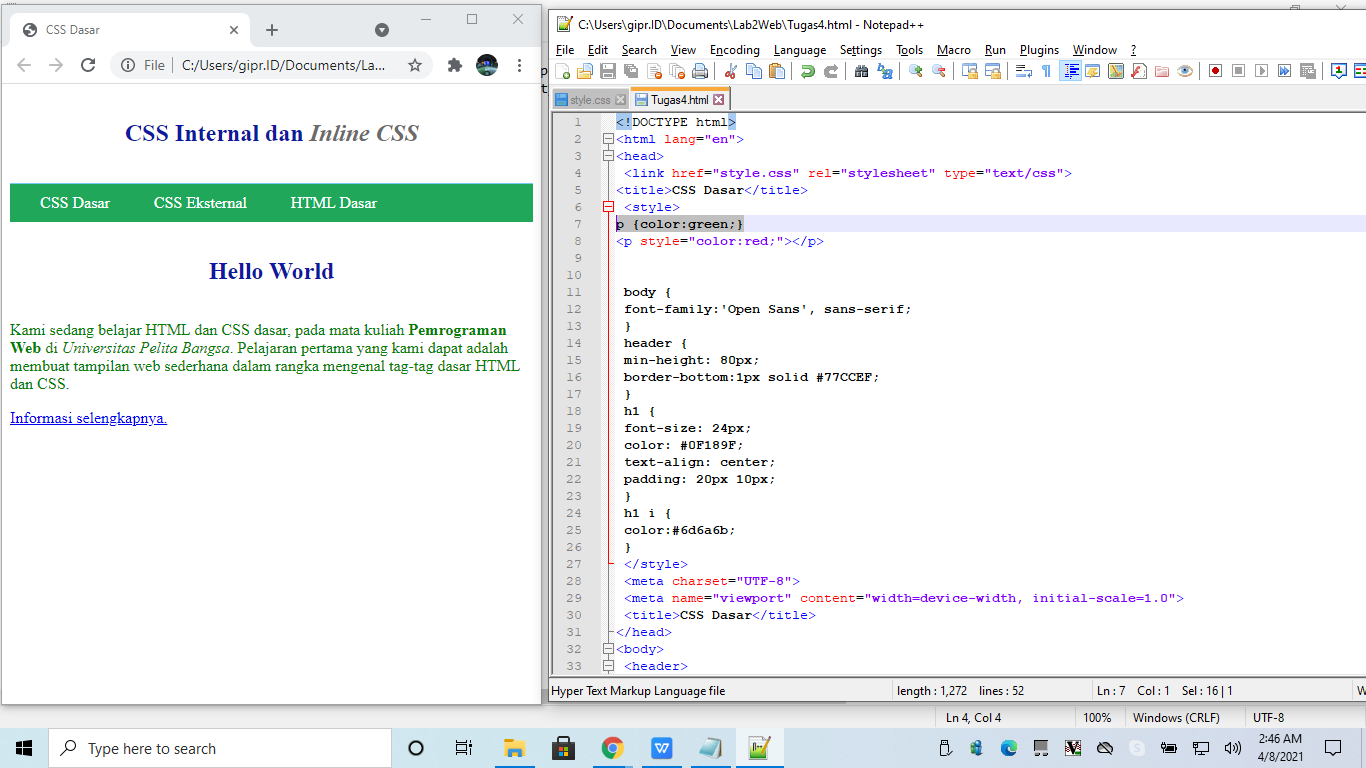 CSS Dasar
File
C:/Users/gipr.ID/Documents/La...
CSS Internal dan Inline CSS
CSS Dasar CSS Eksternal HTML Dasar
Hello World
Kami sedang belajar HTML dan CSS dasar, pada mata kuliah Pemrograman
Web di Universitas Pelita Bangsa. Pelajaran pertama yang kami dapat adalah
membuat tampilan web sederhana dalam rangka mengenal tag-tag dasar HTML
dan CSS.
Informasi selengkapnya.
C:\Users\gipr.ID\Documents\Lab2Web\Tugas4.html - Notepad++
File Edit Search View Encoding Language Settings Tools Macro Run Plugins Window ?
style.css Tugas4.html
1 <!DOCTYPE html>
2 <html lang="en">
3 <head>
4 <link href="style.css" rel="stylesheet" type="text/css">
5 <title>CSS Dasar</title>
6 <style>
7 p {color:green;}
8 <p style="color:red;"></p>
9
10
11 body {
12 font-family:'Open Sans', sans-serif;
13 }
14 header {
15 min-height: 80px;
16 border-bottom:1px solid #77CCEF;
17 }
18 h1 {
19 font-size: 24px;
20 color: #0F189F;
21 text-align: center;
22 padding: 20px 10px;
23 }
24 h1 i {
25 color:#6d6a6b;
26 }
27 </style>
28 <meta charset="UTF-8">
29 <meta name="viewport" content="width=device-width, initial-scale=1.0">
30 <title>CSS Dasar</title>
31 </head>
32 <body>
33 <header>
Hyper Text Markup Language file length : 1,272 lines : 52 Ln : 7 Col : 1 Sel : 16 | 1
Ln 4, Col 4 100% Windows (CRLF) UTF-8
Type here to search
2:46 AM
4/8/2021